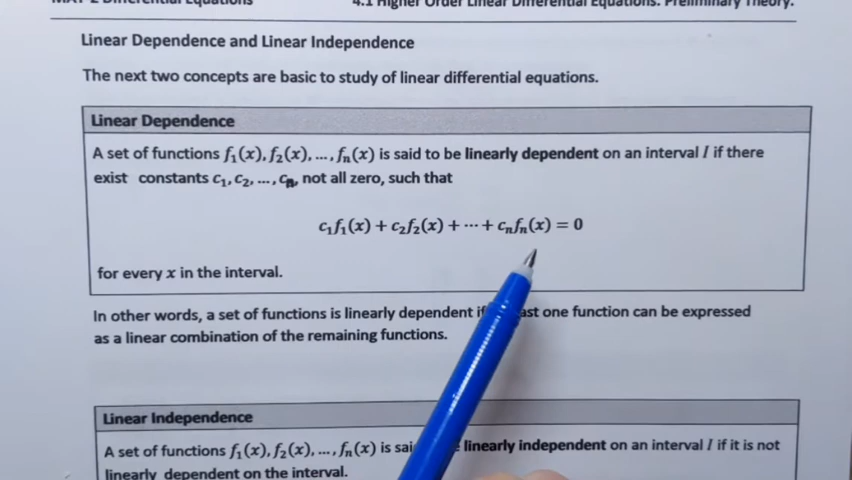 4.1 Higher Order Linear Differential Equations. Preliminary Theory.
Linear Dependence and Linear Independence
The next two concepts are basic to study of linear differential equations.
Linear Dependence
A set of functions f₁(x), f₂(x), ..., fₙ(x) is said to be linearly dependent on an interval I if there
exist constants c₁, c₂, ..., cₙ, not all zero, such that
c₁f₁(x) + c₂f₂(x) + ⋯ + cₙfₙ(x) = 0
for every x in the interval.
In other words, a set of functions is linearly dependent if one function can be expressed
as a linear combination of the remaining functions.
Linear Independence
A set of functions f₁(x), f₂(x), ..., fₙ(x) is linearly independent on an interval I if it is not
linearly dependent on the interval.